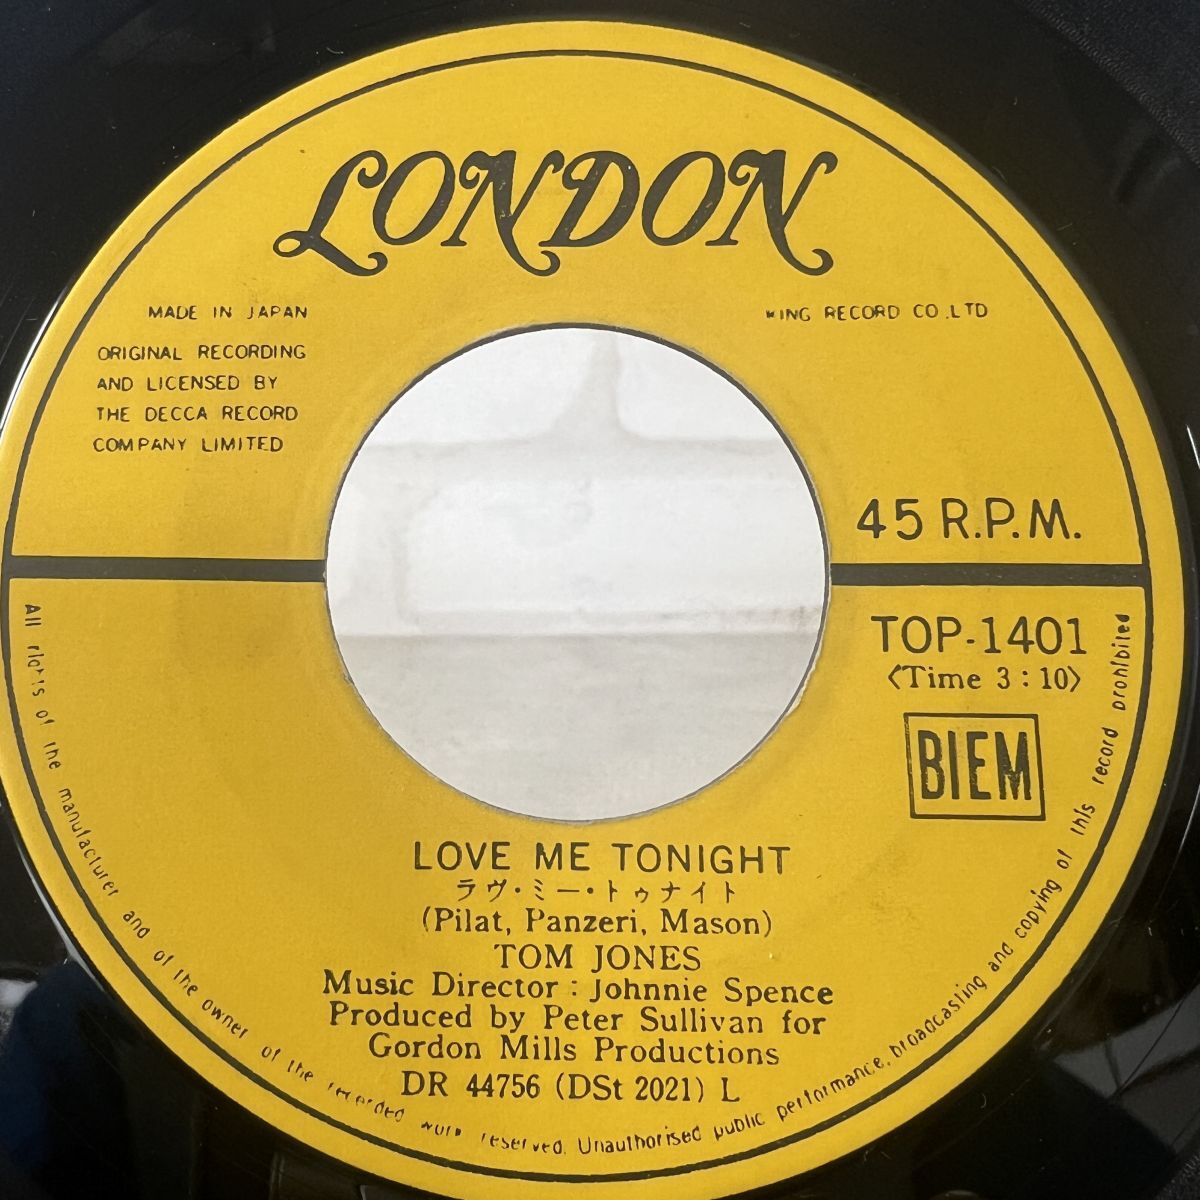 LONDON
MADE IN JAPAN
KING RECORD CO.,LTD
ORIGINAL RECORDING
AND LICENSED BY
THE DECCA RECORD
COMPANY LIMITED
45 R.P.M.
TOP-1401
〈Time 3:10〉
BIEM
LOVE ME TONIGHT
ラヴ・ミー・トゥナイト
(Pilat, Panzeri, Mason)
TOM JONES
Music Director : Johnnie Spence
Produced by Peter Sullivan for
Gordon Mills Productions
DR 44756 (DSt 2021) L
All rights of the manufacturer and of the owner of the recorded work reserved. Unauthorised public performance, broadcasting and copying of this record prohibited